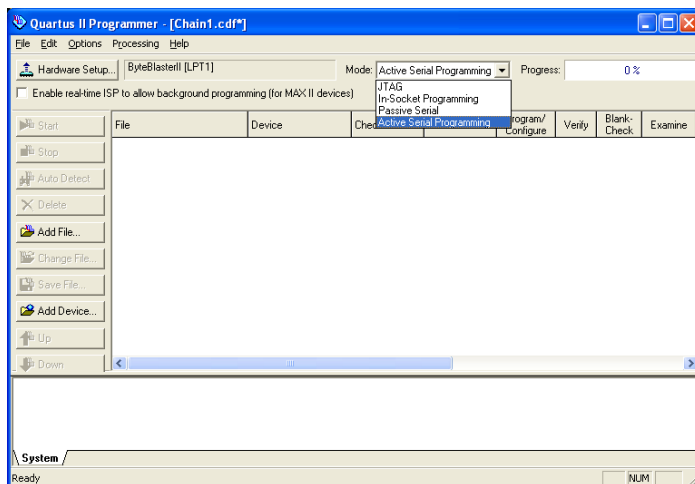 Quartus II Programmer - [Chain1.cdf*]
File Edit Options Processing Help
Hardware Setup... ByteBlasterII [LPT1] Mode: Active Serial Programming Progress: 0 %
Enable real-time ISP to allow background programming (for MAX II devices)
JTAG
In-Socket Programming
Passive Serial
Active Serial Programming
File Device Chec Program/ Configure Verify Blank- Check Examine
Start
Stop
Auto Detect
Delete
Add File...
Change File...
Save File...
Add Device...
Up
Down
System
Ready NUM